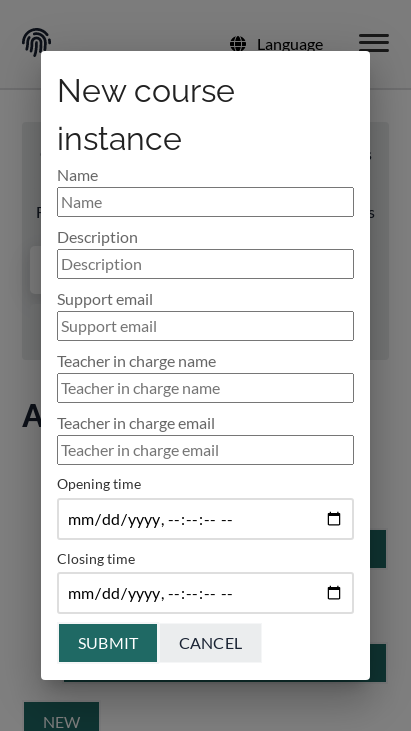 Language
New course
instance
Name
Name
Description
Description
Support email
Support email
Teacher in charge name
Teacher in charge name
Teacher in charge email
Teacher in charge email
Opening time
mm/dd/yyyy, --:--:-- --
Closing time
mm/dd/yyyy, --:--:-- --
SUBMIT
CANCEL
NEW